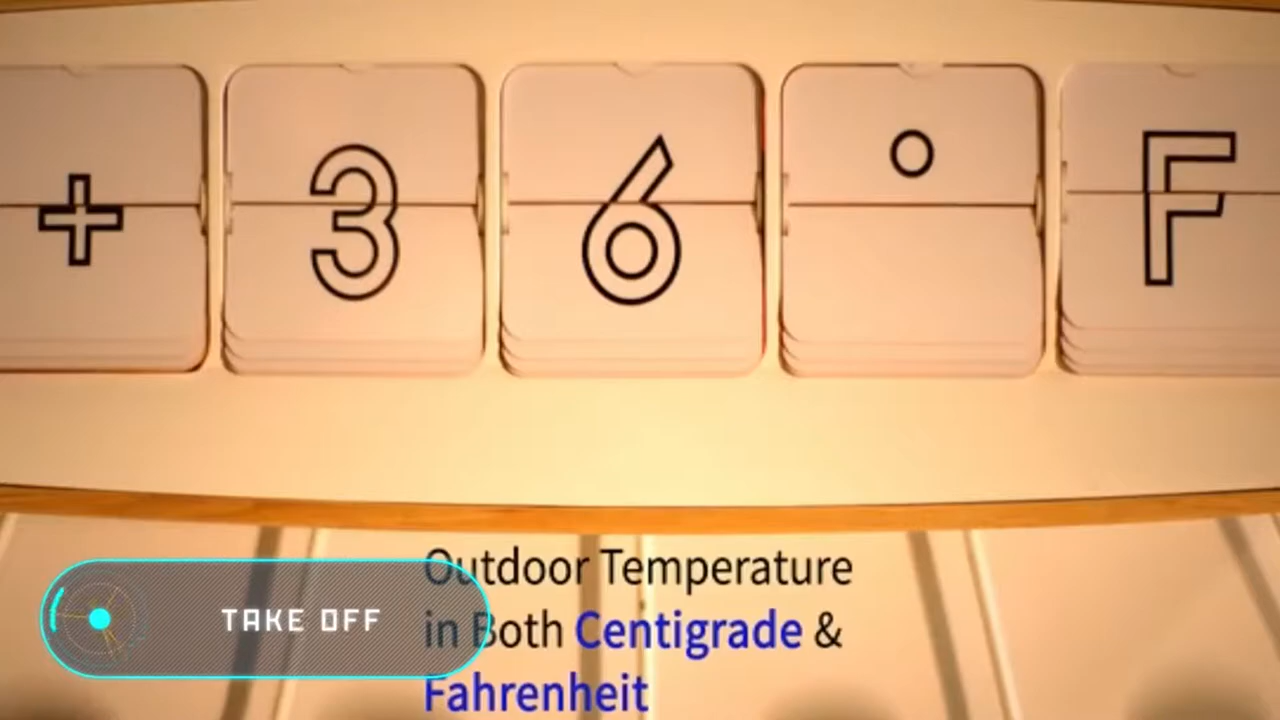 +36°F
Outdoor Temperature
in Both Centigrade &
Fahrenheit
TAKE OFF